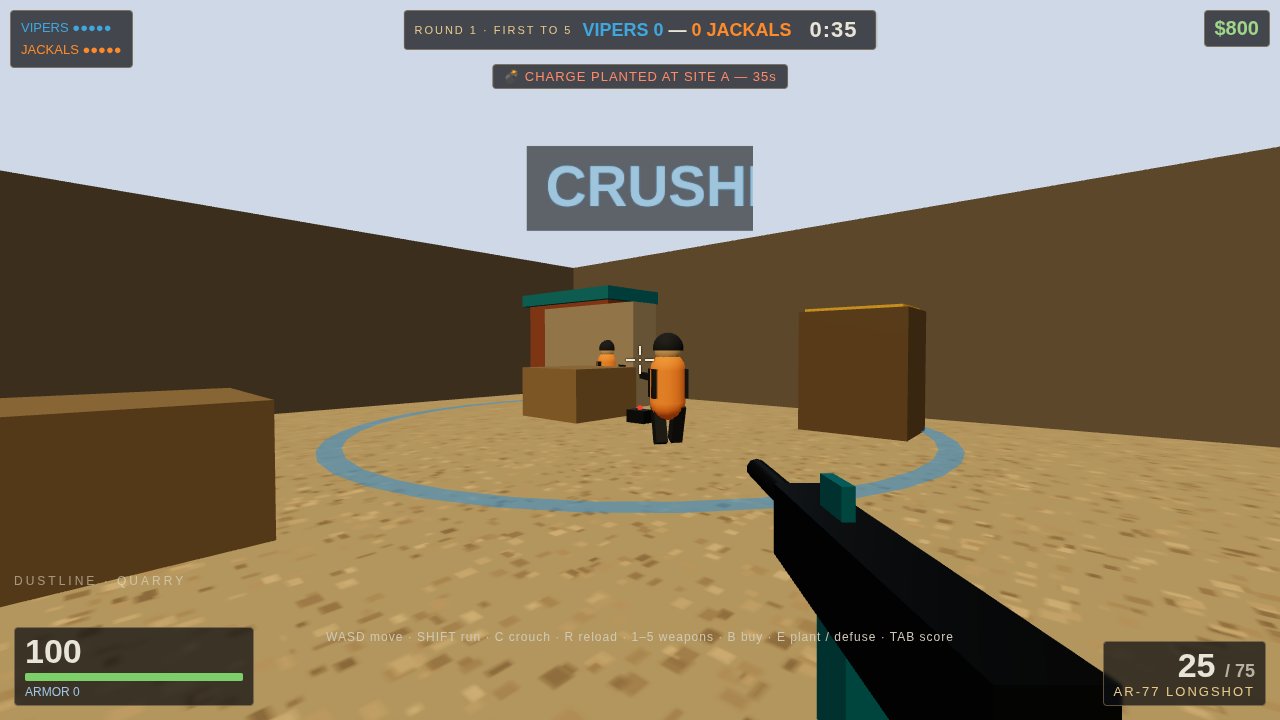 VIPERS ●●●●●
JACKALS ●●●●●
ROUND 1 · FIRST TO 5 VIPERS 0 — 0 JACKALS 0:35
$800
💣 CHARGE PLANTED AT SITE A — 35s
CRUSH
DUSTLINE · QUARRY
WASD move · SHIFT run · C crouch · R reload · 1–5 weapons · B buy · E plant / defuse · TAB score
100
ARMOR 0
25 / 75
AR-77 LONGSHOT